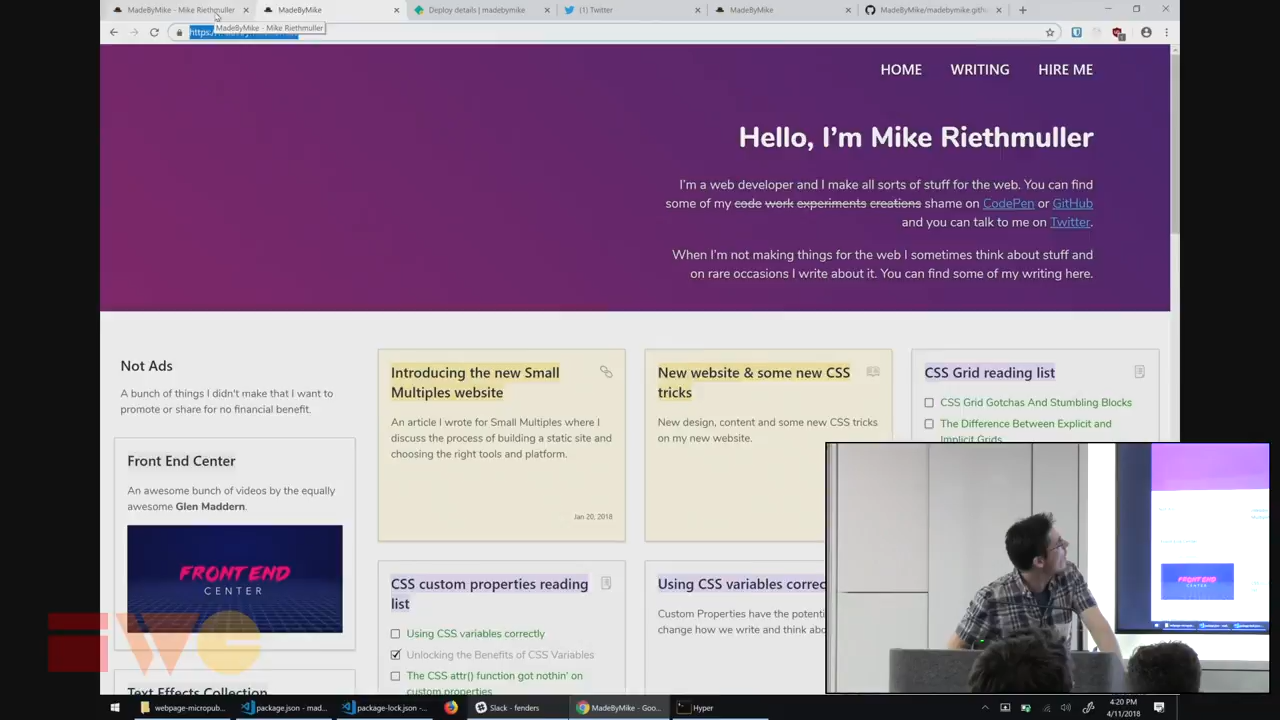 MadeByMike - Mike Riethmuller
MadeByMike
Deploy details | madebymike
(1) Twitter
MadeByMike
MadeByMike/madebymike.gith
https://
MadeByMike - Mike Riethmuller
HOME
WRITING
HIRE ME
Hello, I'm Mike Riethmuller
I'm a web developer and I make all sorts of stuff for the web. You can find
some of my code work experiments creations shame on CodePen or GitHub
and you can talk to me on Twitter.
When I'm not making things for the web I sometimes think about stuff and
on rare occasions I write about it. You can find some of my writing here.
Not Ads
A bunch of things I didn't make that I want to
promote or share for no financial benefit.
Front End Center
An awesome bunch of videos by the equally
awesome Glen Maddern.
FRONT END
CENTER
Text Effects Collection
Introducing the new Small
Multiples website
An article I wrote for Small Multiples where I
discuss the process of building a static site and
choosing the right tools and platform.
Jan 20, 2018
New website & some new CSS
tricks
New design, content and some new CSS tricks
on my new website.
CSS Grid reading list
CSS Grid Gotchas And Stumbling Blocks
The Difference Between Explicit and
Implicit Grids
CSS custom properties reading
list
Using CSS variables correctly
Unlocking the Benefits of CSS Variables
The CSS attr() function got nothin' on
custom properties
Using CSS variables correc
Custom Properties have the potenti
change how we write and think abo
FRONT END
iWC
webpage-micropub...
package.json - mad...
package-lock.json -...
Slack - fenders
MadeByMike - Goo...
Hyper
4:20 PM
4/11/2018